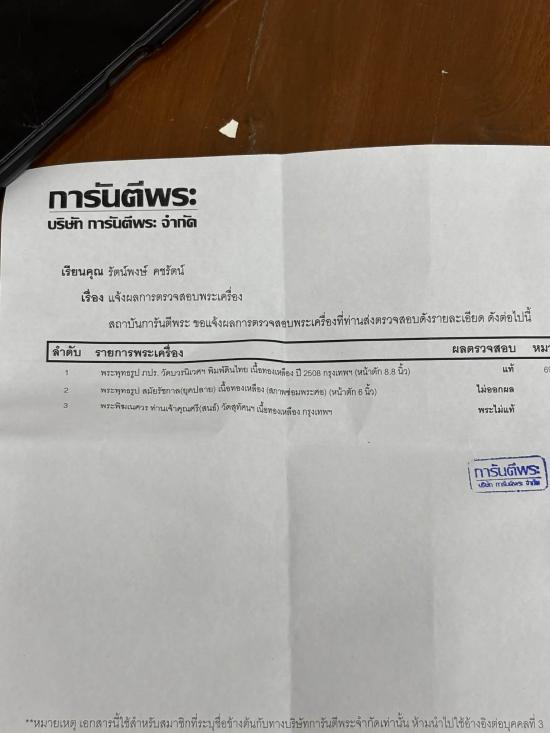 การันตีพระ
บริษัท การันตีพระ จำกัด
เรียนคุณ รัตน์พงษ์ คชรัตน์
เรื่อง แจ้งผลการตรวจสอบพระเครื่อง
สถาบันการันตีพระ ขอแจ้งผลการตรวจสอบพระเครื่องที่ท่านส่งตรวจสอบดังรายละเอียด ดังต่อไปนี้
ลำดับ รายการพระเครื่อง ผลตรวจสอบ หมา
1 พระพุทธรูป ภปร. วัดบวรนิเวศฯ พิมพ์ดินไทย เนื้อทองเหลือง ปี 2508 กรุงเทพฯ (หน้าตัก 8.8 นิ้ว) แท้ 69
2 พระพุทธรูป สมัยรัชกาล(ยุคปลาย) เนื้อทองเหลือง (สภาพซ่อมพระศอ) (หน้าตัก 6 นิ้ว) ไม่ออกผล
3 พระพิฆเนศวร ท่านเจ้าคุณศรี(สนธ์) วัดสุทัศนฯ เนื้อทองเหลือง กรุงเทพฯ พระไม่แท้
การันตีพระ
บริษัท การันตีพระ จำกัด
**หมายเหตุ เอกสารนี้ใช้สำหรับสมาชิกที่ระบุชื่อข้างต้นกับทางบริษัทการันตีพระจำกัดเท่านั้น ห้ามนำไปใช้อ้างอิงต่อบุคคลที่ 3